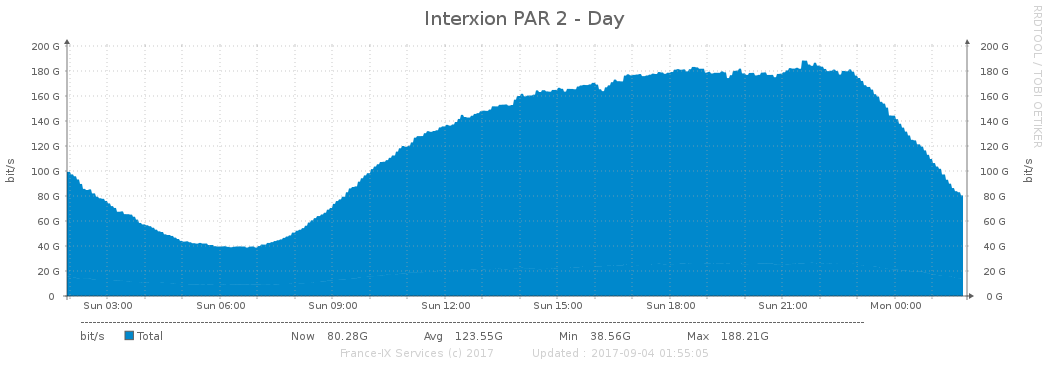 Interxion PAR 2 - Day
RRDTOOL / TOBI OETIKER
bit/s
200 G 200 G
180 G 180 G
160 G 160 G
140 G 140 G
120 G 120 G
100 G 100 G
80 G 80 G
60 G 60 G
40 G 40 G
20 G 20 G
0 0 G
bit/s
Sun 03:00 Sun 06:00 Sun 09:00 Sun 12:00 Sun 15:00 Sun 18:00 Sun 21:00 Mon 00:00
bit/s Total Now 80.28G Avg 123.55G Min 38.56G Max 188.21G
France-IX Services (c) 2017 Updated : 2017-09-04 01:55:05